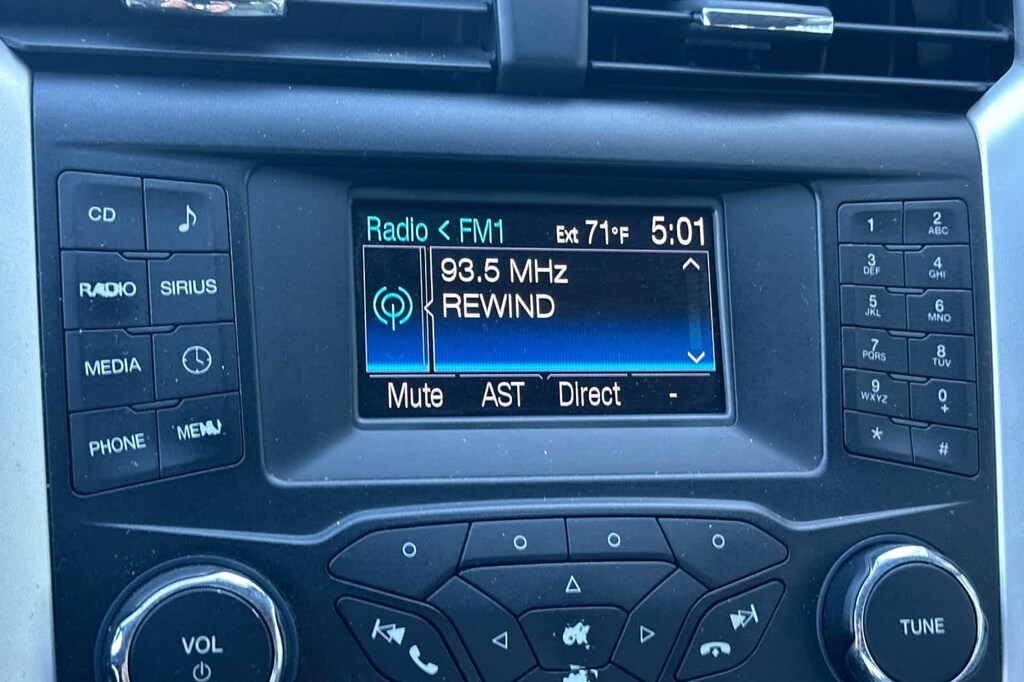 Radio < FM1 Ext 71°F 5:01
93.5 MHz
REWIND
Mute AST Direct -
CD
RADIO SIRIUS
MEDIA
PHONE MENU
1 2 ABC
3 DEF 4 GHI
5 JKL 6 MNO
7 PQRS 8 TUV
9 WXYZ 0 +
* #
VOL
OK
TUNE